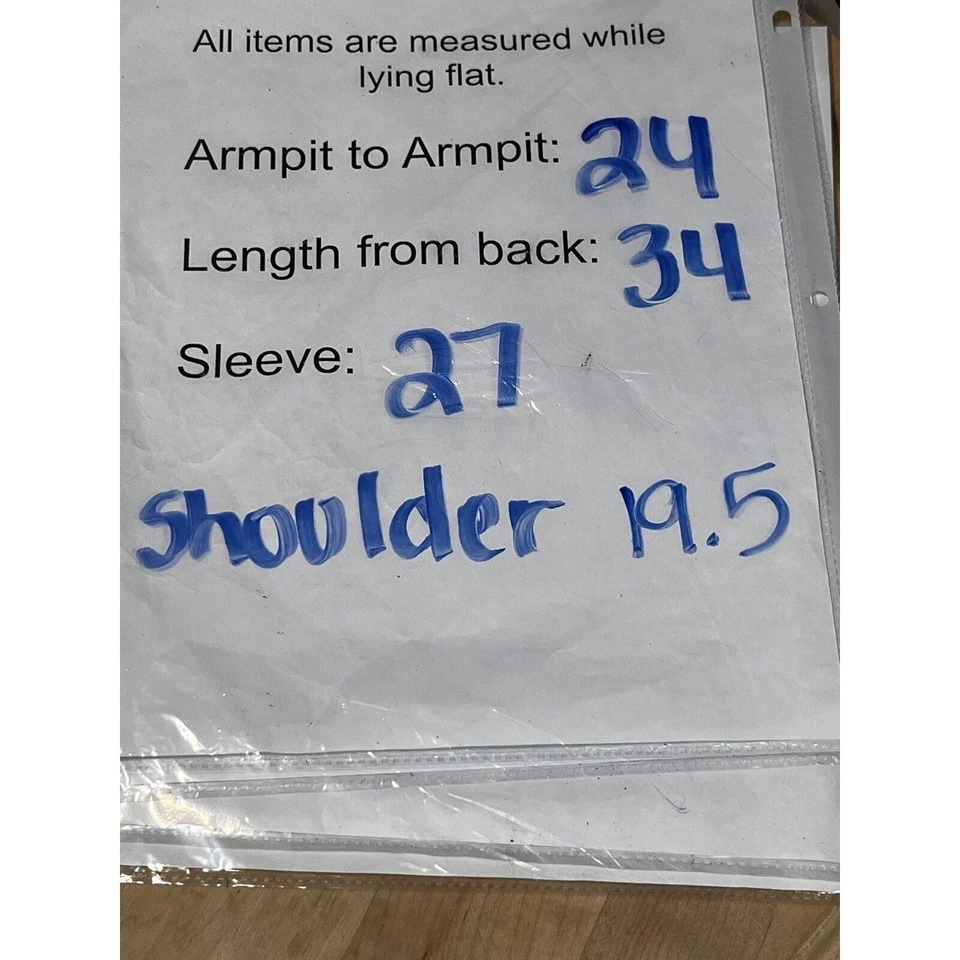 All items are measured while
lying flat.
Armpit to Armpit: 24
Length from back: 34
Sleeve: 27
Shoulder 19.5